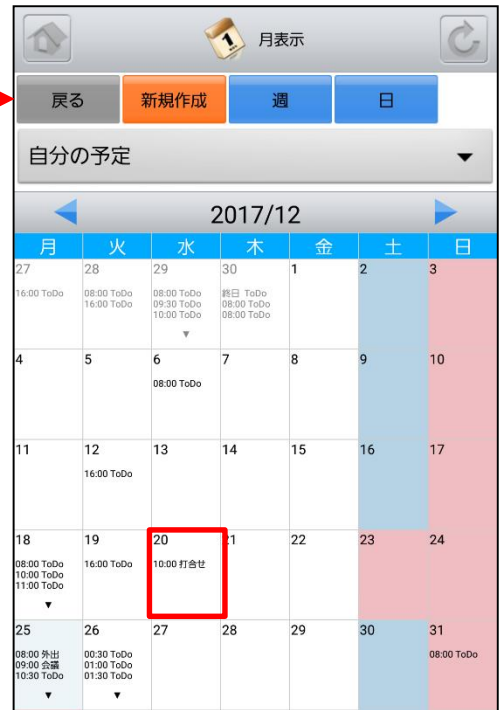 月表示
戻る 新規作成 週 日
自分の予定
2017/12
月 火 水 木 金 土 日
27 28 29 30 1 2 3
16:00 ToDo 08:00 ToDo 08:00 ToDo 終日 ToDo
16:00 ToDo 09:30 ToDo 08:00 ToDo
10:00 ToDo 08:00 ToDo
4 5 6 7 8 9 10
08:00 ToDo
11 12 13 14 15 16 17
16:00 ToDo
18 19 20 21 22 23 24
08:00 ToDo 16:00 ToDo 10:00 打合せ
10:00 ToDo
11:00 ToDo
25 26 27 28 29 30 31
08:00 外出 00:30 ToDo 08:00 ToDo
09:00 会議 01:00 ToDo
10:30 ToDo 01:30 ToDo